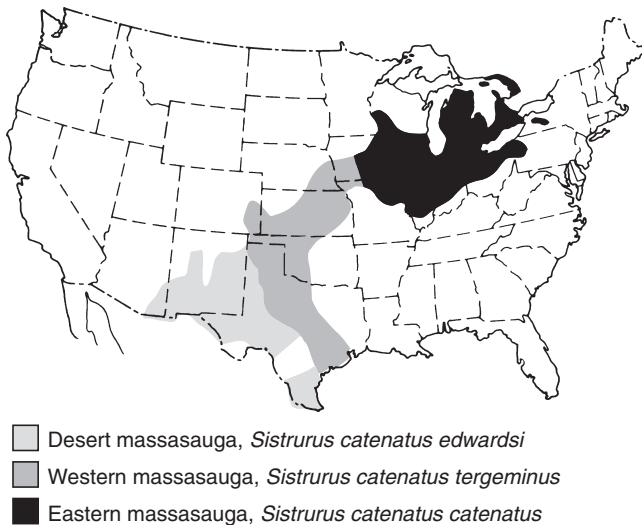 Desert massasauga, Sistrurus catenatus edwardsi
Western massasauga, Sistrurus catenatus tergeminus
Eastern massasauga, Sistrurus catenatus catenatus